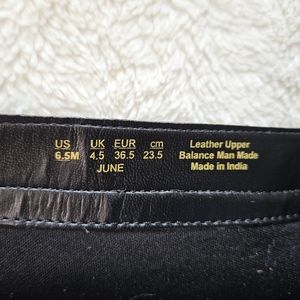 US UK EUR cm
6.5M 4.5 36.5 23.5
JUNE
Leather Upper
Balance Man Made
Made in India